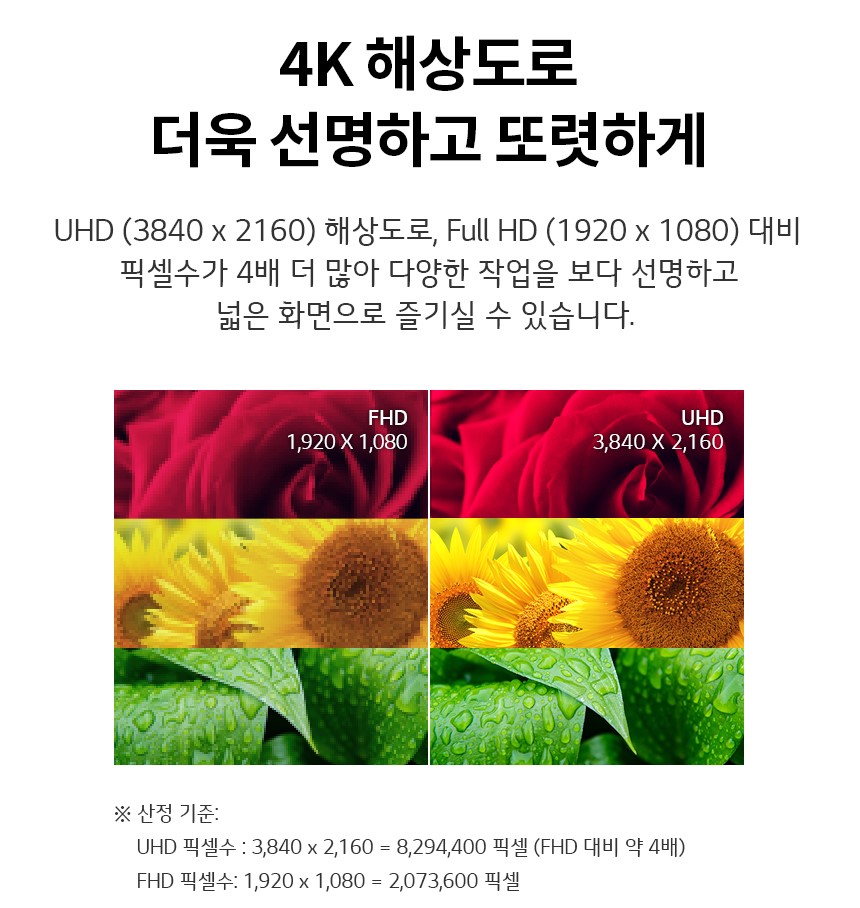 4K 해상도로
더욱 선명하고 또렷하게
UHD (3840 x 2160) 해상도로, Full HD (1920 x 1080) 대비
픽셀수가 4배 더 많아 다양한 작업을 보다 선명하고
넓은 화면으로 즐기실 수 있습니다.
FHD
1,920 X 1,080
UHD
3,840 X 2,160
※ 산정 기준:
UHD 픽셀수 : 3,840 x 2,160 = 8,294,400 픽셀 (FHD 대비 약 4배)
FHD 픽셀수: 1,920 x 1,080 = 2,073,600 픽셀